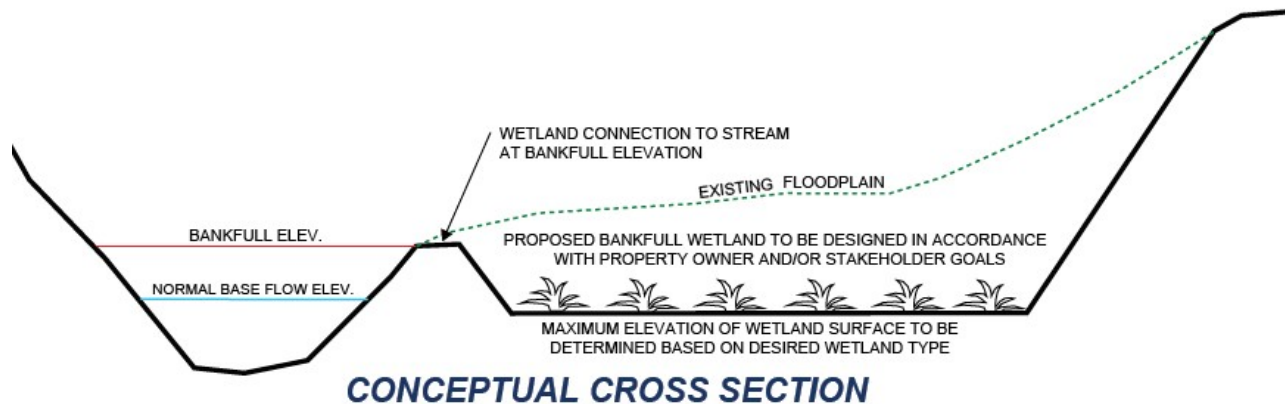 WETLAND CONNECTION TO STREAM
AT BANKFULL ELEVATION
EXISTING FLOODPLAIN
BANKFULL ELEV.
PROPOSED BANKFULL WETLAND TO BE DESIGNED IN ACCORDANCE
WITH PROPERTY OWNER AND/OR STAKEHOLDER GOALS
NORMAL BASE FLOW ELEV.
MAXIMUM ELEVATION OF WETLAND SURFACE TO BE
DETERMINED BASED ON DESIRED WETLAND TYPE
CONCEPTUAL CROSS SECTION